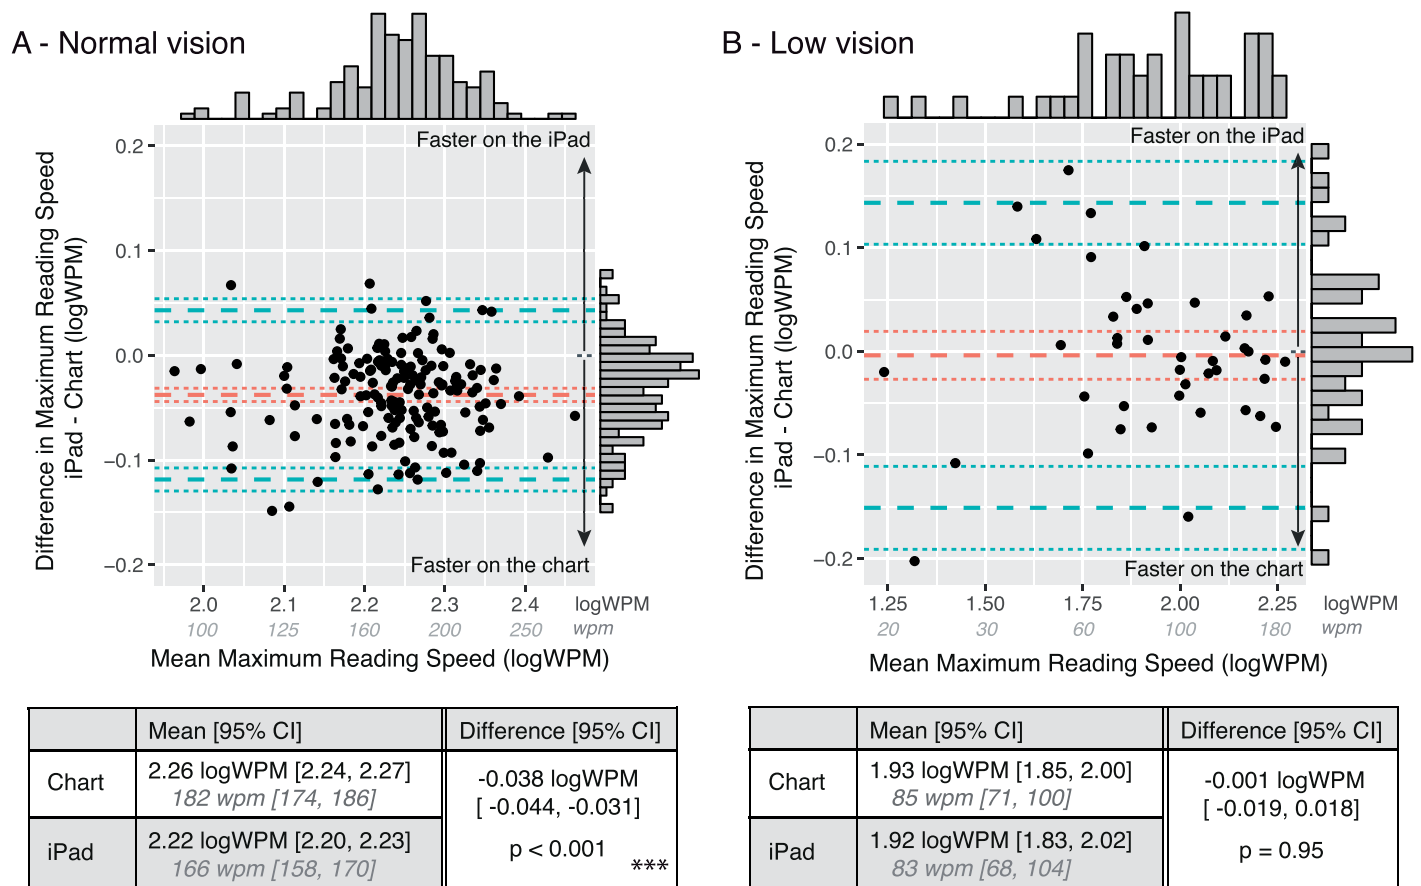 A - Normal vision
Faster on the iPad
0.2
0.1
0.0
−0.1
−0.2
Difference in Maximum Reading Speed
iPad - Chart (logWPM)
Faster on the chart
2.0 2.1 2.2 2.3 2.4 logWPM
100 125 160 200 250 wpm
Mean Maximum Reading Speed (logWPM)
Mean [95% CI] Difference [95% CI]
Chart 2.26 logWPM [2.24, 2.27]
182 wpm [174, 186]
-0.038 logWPM
[ -0.044, -0.031]
iPad 2.22 logWPM [2.20, 2.23]
166 wpm [158, 170]
p < 0.001
***
B - Low vision
Faster on the iPad
0.2
0.1
0.0
−0.1
−0.2
Difference in Maximum Reading Speed
iPad - Chart (logWPM)
Faster on the chart
1.25 1.50 1.75 2.00 2.25 logWPM
20 30 60 100 180 wpm
Mean Maximum Reading Speed (logWPM)
Mean [95% CI] Difference [95% CI]
Chart 1.93 logWPM [1.85, 2.00]
85 wpm [71, 100]
-0.001 logWPM
[ -0.019, 0.018]
iPad 1.92 logWPM [1.83, 2.02]
83 wpm [68, 104]
p = 0.95